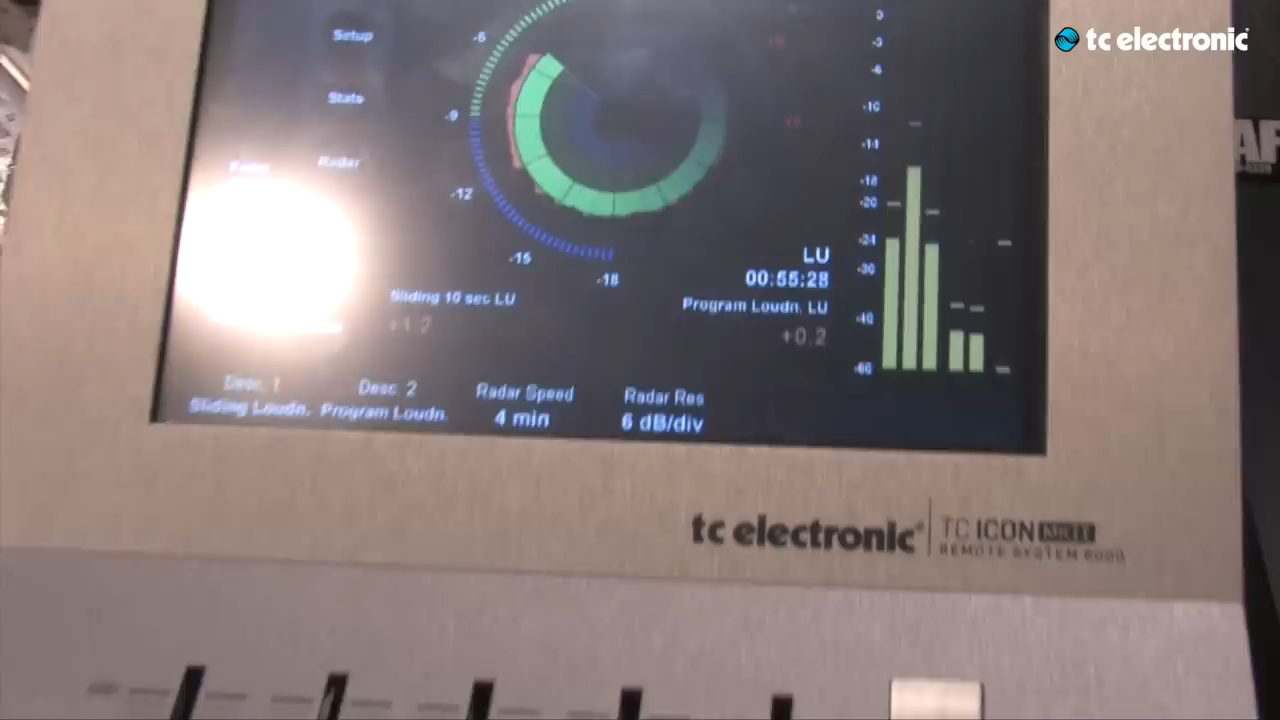 tc electronic
Setup
Stats
Radar
-6
-9
-12
-15
-18
0
-3
-6
-10
-14
-18
-20
-24
-30
-40
-60
LU
00:55:28
Sliding 10 sec LU
Program Loudn. LU
+1.2
+0.2
Desc. 1
Desc. 2
Radar Speed
Radar Res
Sliding Loudn.
Program Loudn.
4 min
6 dB/div
tc electronic
TC ICON MKII
REMOTE SYSTEM 6000